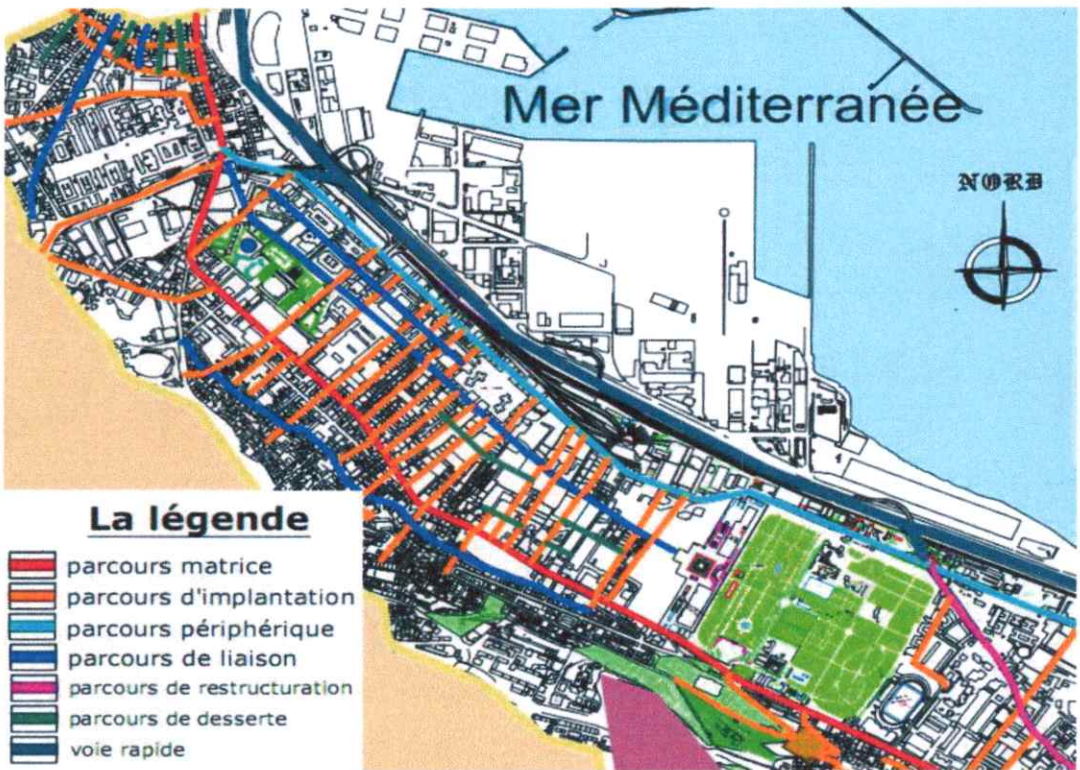 Mer Méditerranée
NORD
La légende
parcours matrice
parcours d'implantation
parcours périphérique
parcours de liaison
parcours de restructuration
parcours de desserte
voie rapide